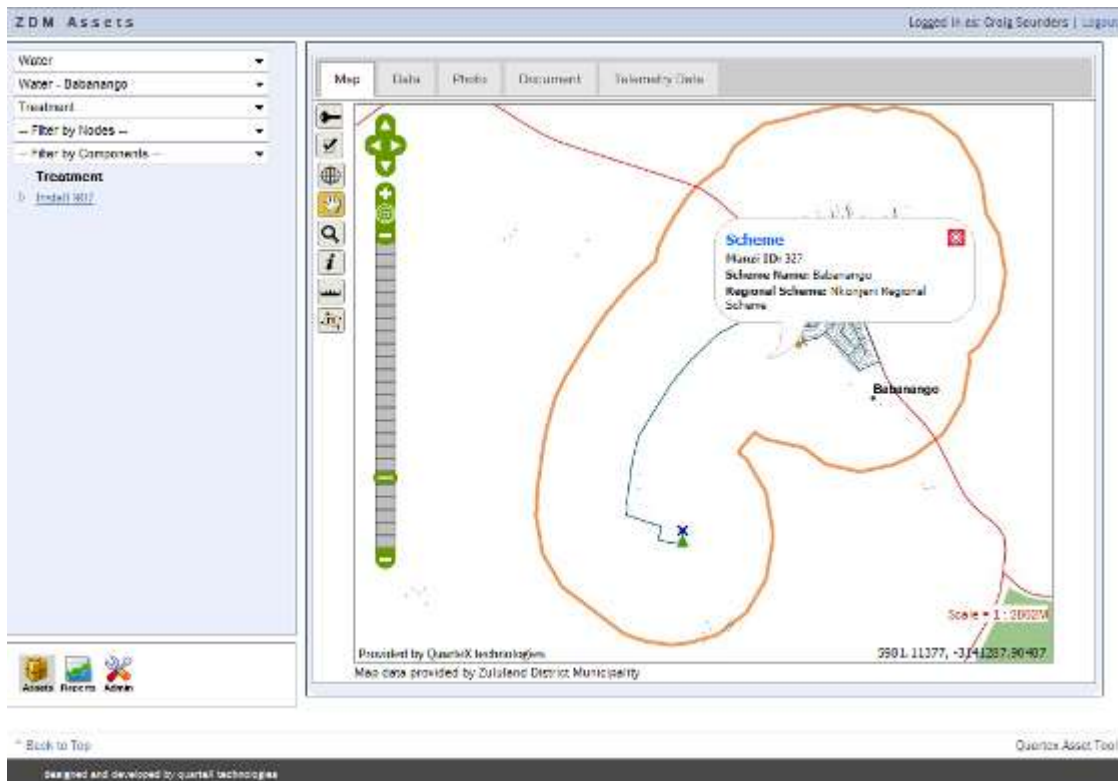 ZDM Assets
Logged in as: Craig Saunders | Logout
Water
Water - Babanango
Treatment
-- Filter by Nodes --
-- Filter by Components --
Treatment
Map
Data
Photo
Document
Telemetry Data
Scheme
Manzi ID: 327
Scheme Name: Babanango
Regional Scheme: Nkonjeni Regional
Scheme
Babanango
Provided by QuarteX technologies
Map data provided by Zululand District Municipality
Assets
Reports
Admin
^ Back to Top
Quartex Asset Tool
designed and developed by quarteX technologies